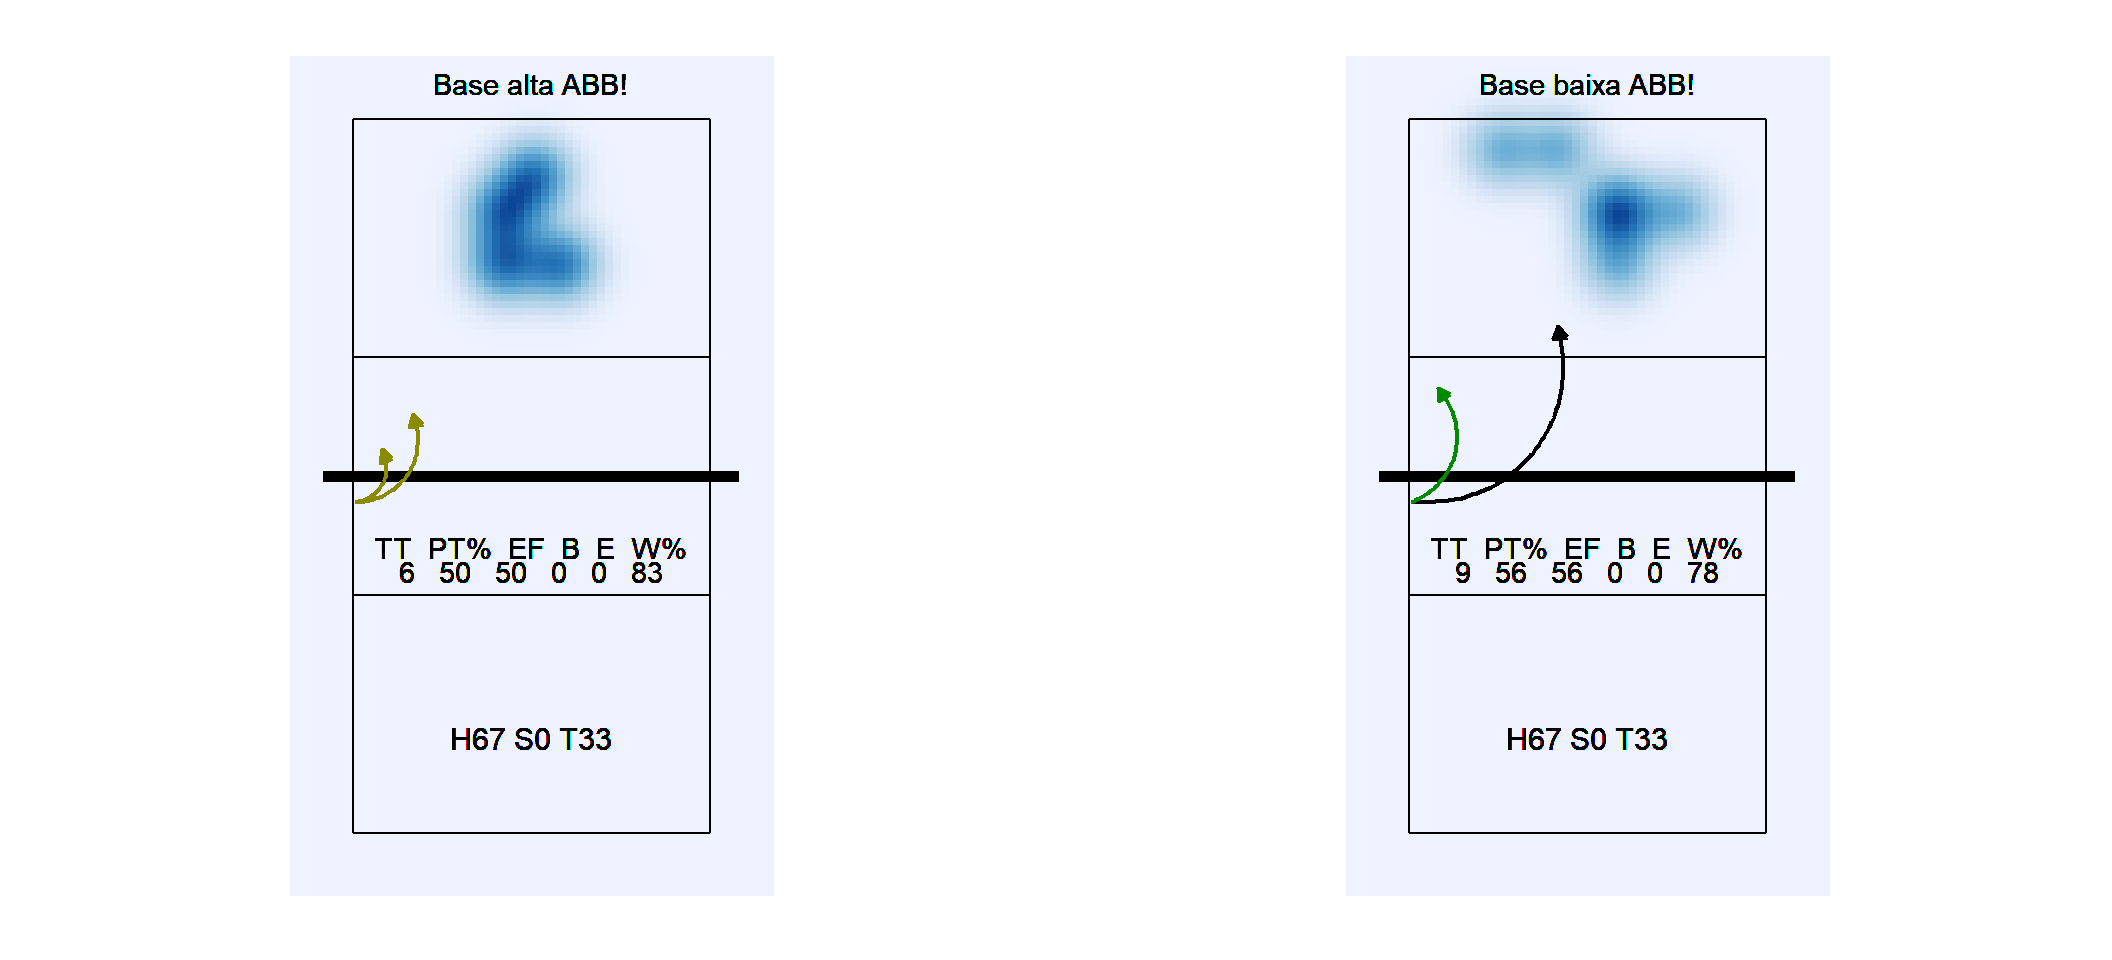 Base alta ABB!
TT PT% EF B E W%
6 50 50 0 0 83
H67 S0 T33
Base baixa ABB!
TT PT% EF B E W%
9 56 56 0 0 78
H67 S0 T33